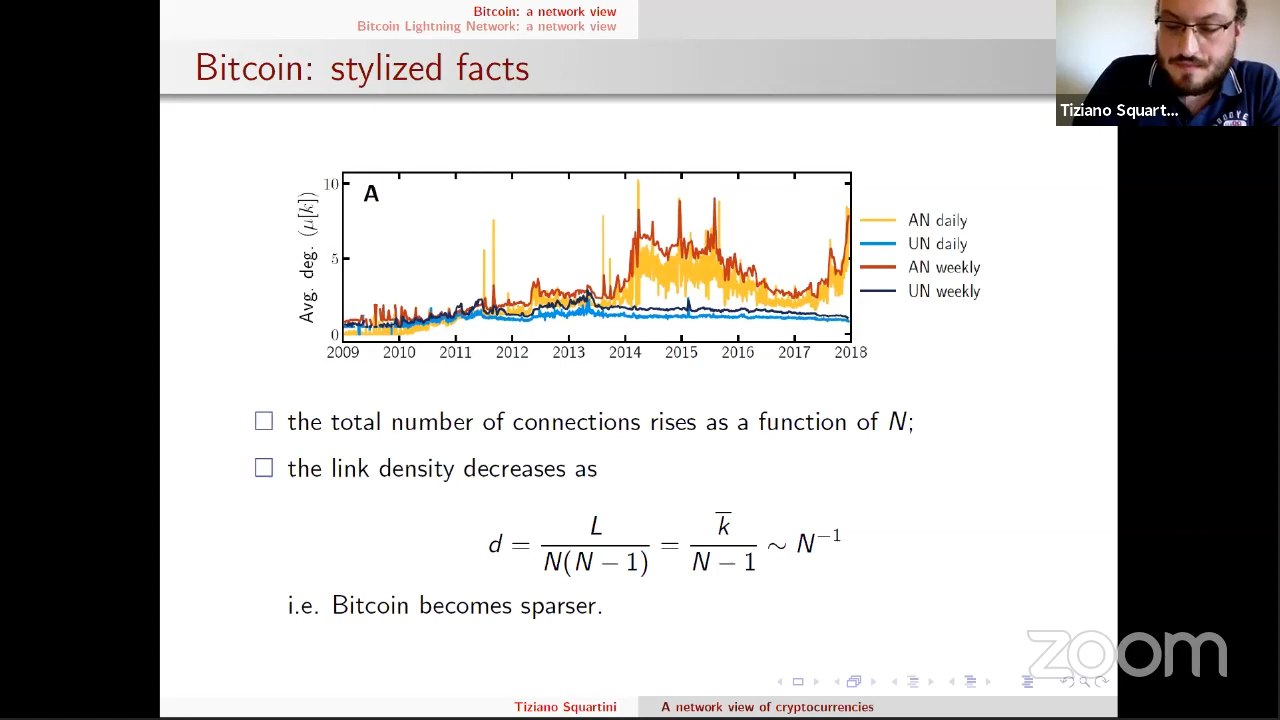 Bitcoin: a network view
Bitcoin Lightning Network: a network view
Bitcoin: stylized facts
Tiziano Squart...
A
Avg. deg. (μ[k])
10
5
0
2009 2010 2011 2012 2013 2014 2015 2016 2017 2018
AN daily
UN daily
AN weekly
UN weekly
the total number of connections rises as a function of N;
the link density decreases as
d = L / N(N − 1) = k̅ / N − 1 ∼ N⁻¹
i.e. Bitcoin becomes sparser.
zoom
Tiziano Squartini A network view of cryptocurrencies